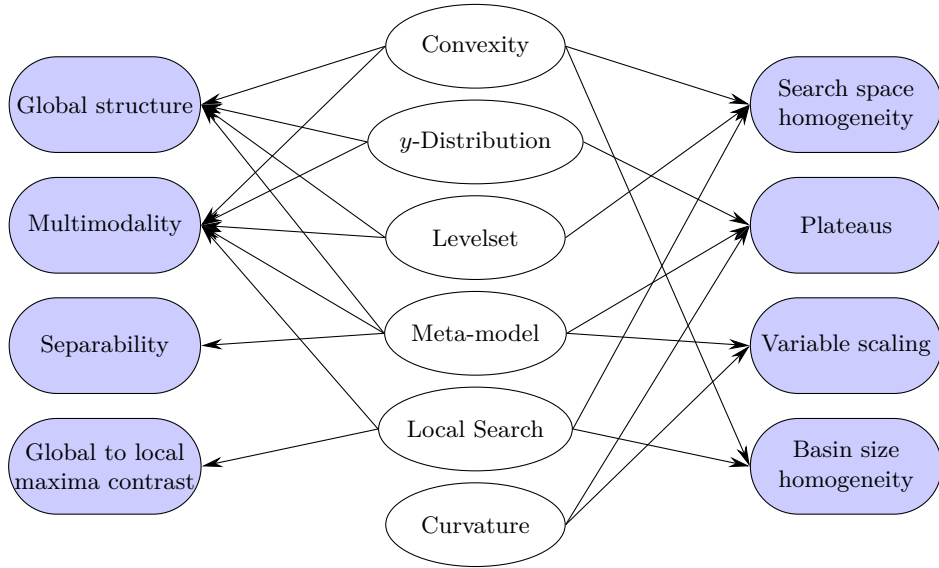 Global structure
Multimodality
Separability
Global to local
maxima contrast
Convexity
y-Distribution
Levelset
Meta-model
Local Search
Curvature
Search space
homogeneity
Plateaus
Variable scaling
Basin size
homogeneity